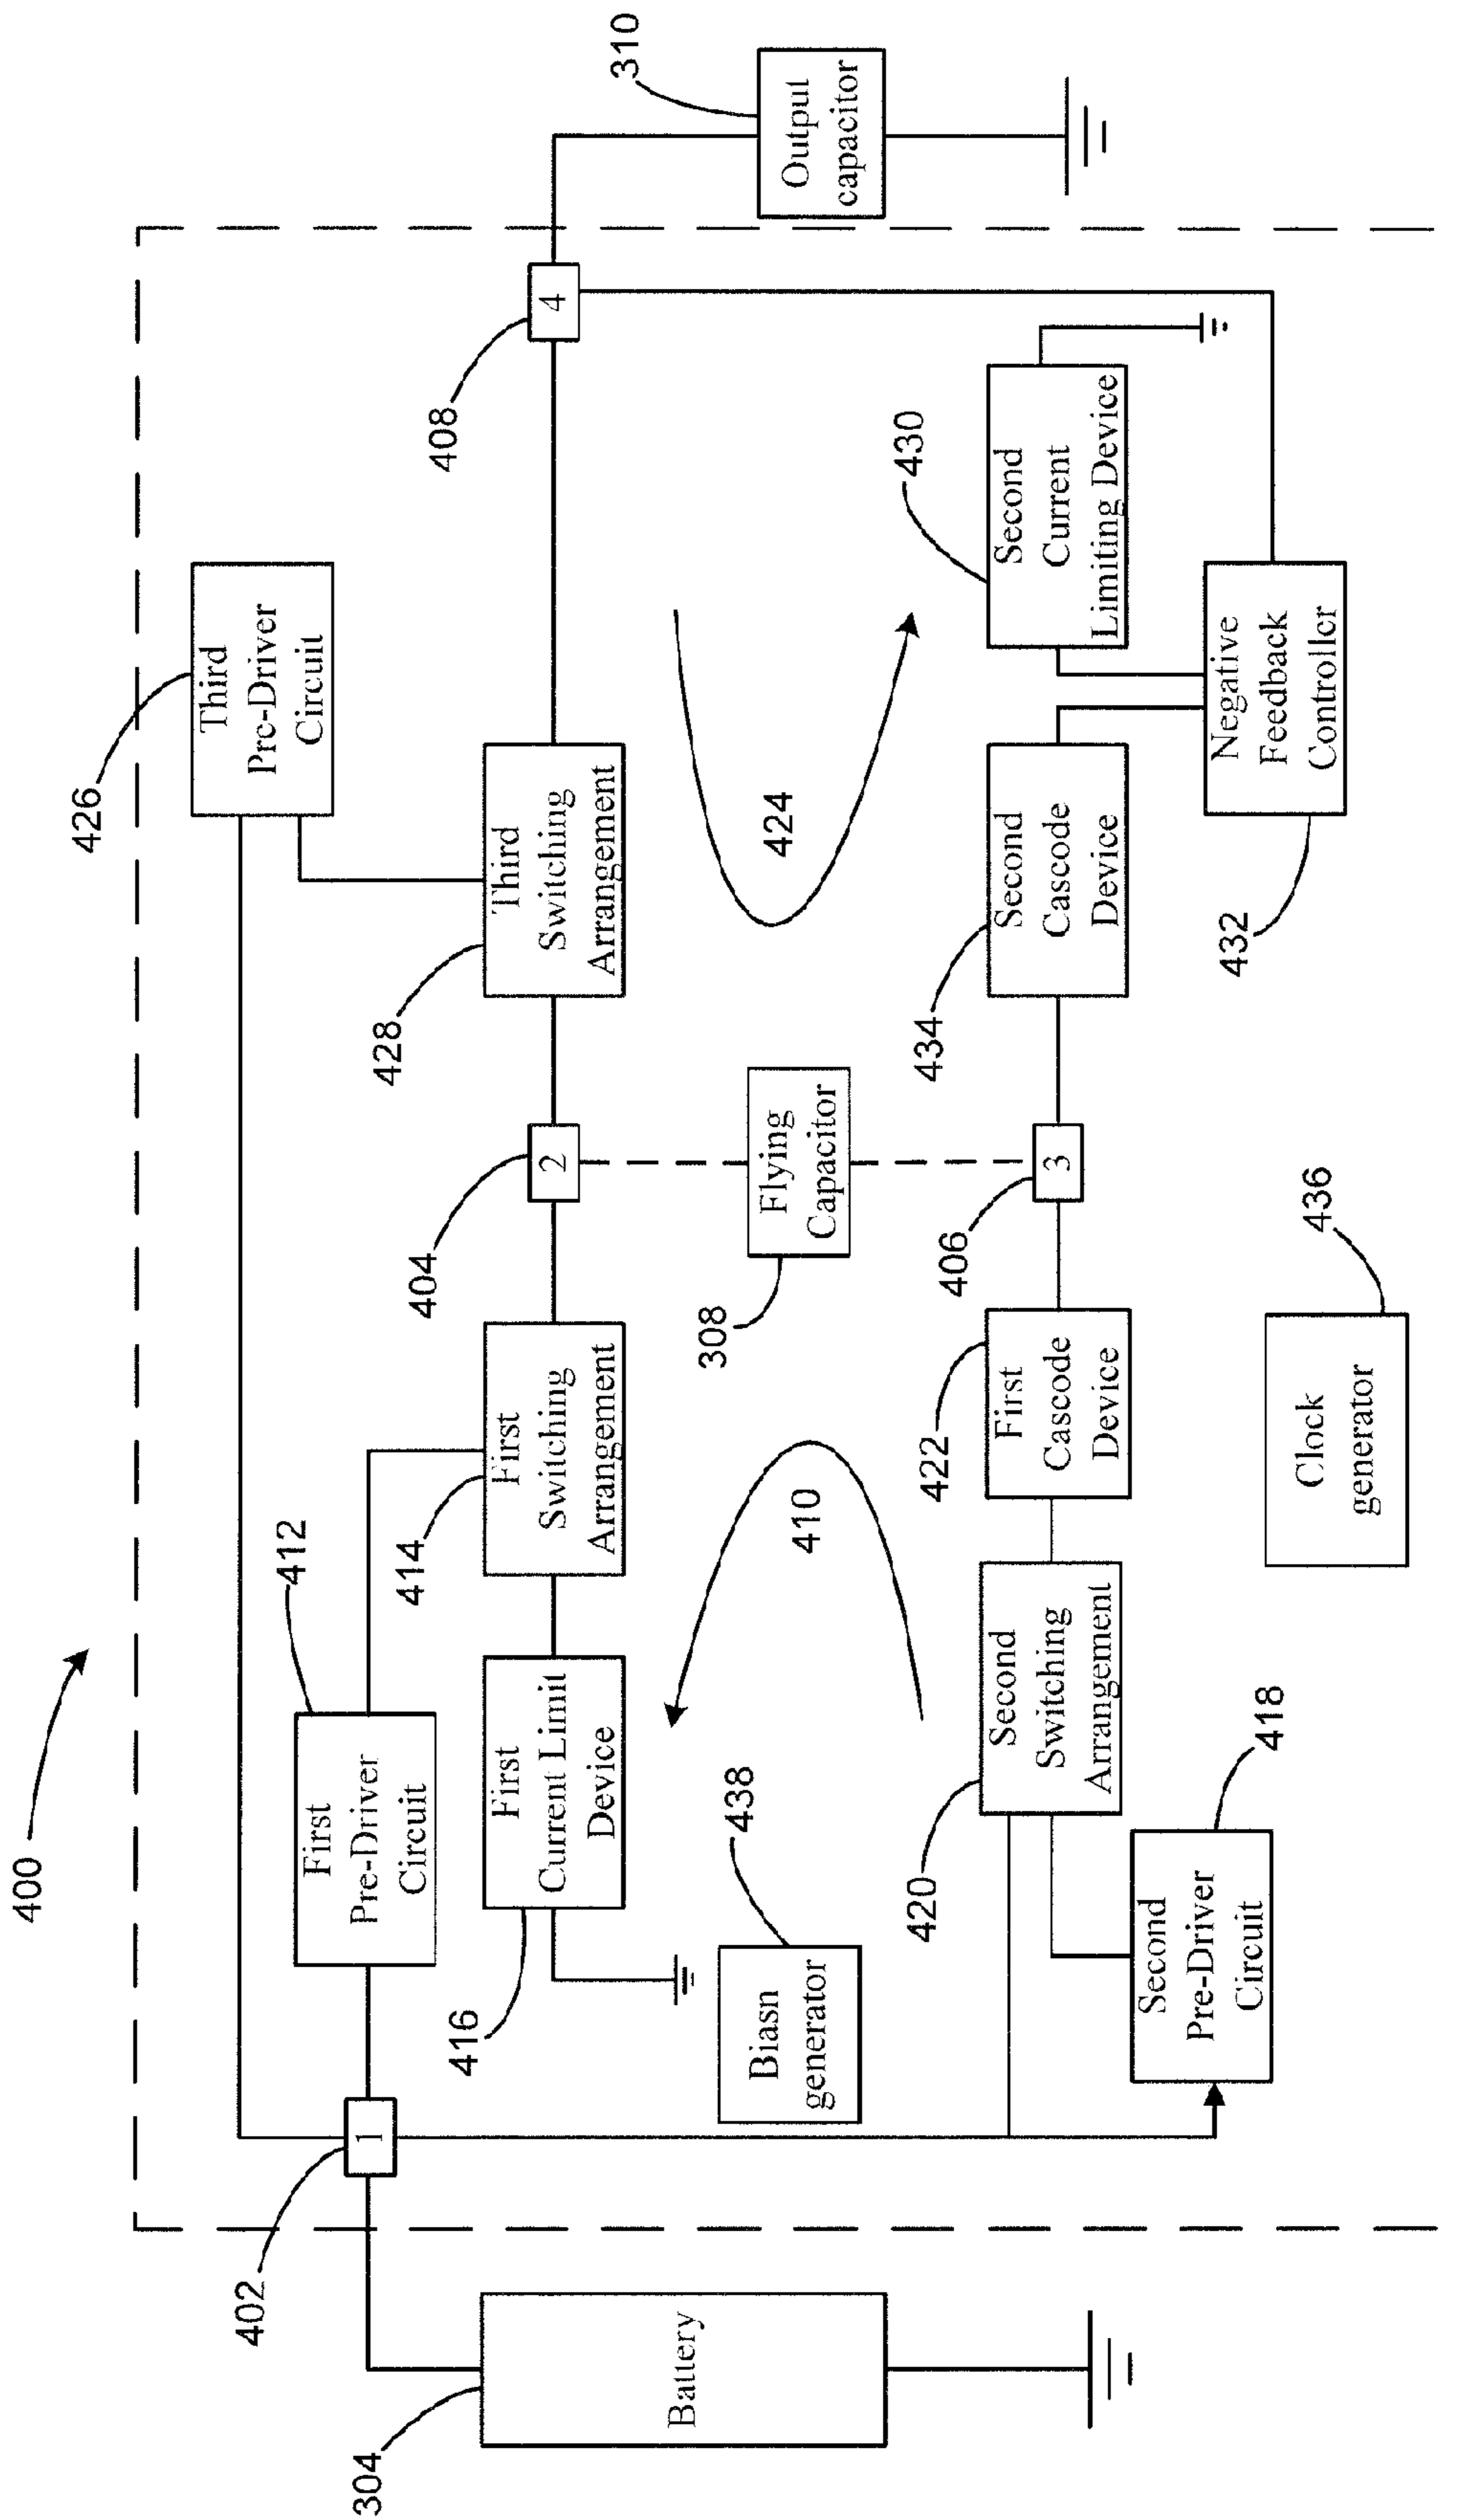 400
426
Third
Pre-Driver
Circuit
412
First
Pre-Driver
Circuit
402
1
304
Battery
416
First
Current Limit
Device
414
First
Switching
Arrangement
404
2
428
Third
Switching
Arrangement
408
4
310
Output
capacitor
438
Biasn
generator
410
308
Flying
Capacitor
424
420
Second
Switching
Arrangement
422
First
Cascode
Device
406
3
434
Second
Cascode
Device
430
Second
Current
Limiting Device
Second
Pre-Driver
Circuit
418
Clock
generator
436
432
Negative
Feedback
Controller